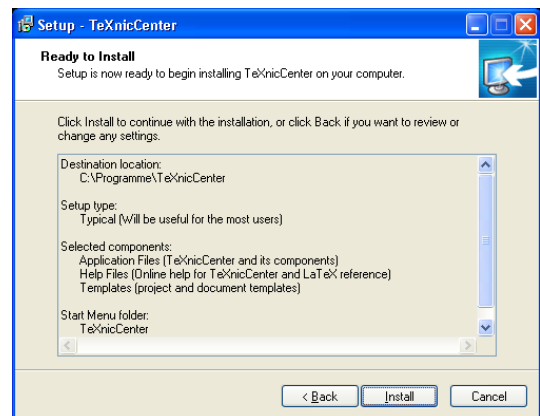 Setup - TeXnicCenter
Ready to Install
Setup is now ready to begin installing TeXnicCenter on your computer.
Click Install to continue with the installation, or click Back if you want to review or
change any settings.
Destination location:
C:\Programme\TeXnicCenter
Setup type:
Typical (Will be useful for the most users)
Selected components:
Application Files (TeXnicCenter and its components)
Help Files (Online help for TeXnicCenter and LaTeX reference)
Templates (project and document templates)
Start Menu folder:
TeXnicCenter
< Back
Install
Cancel